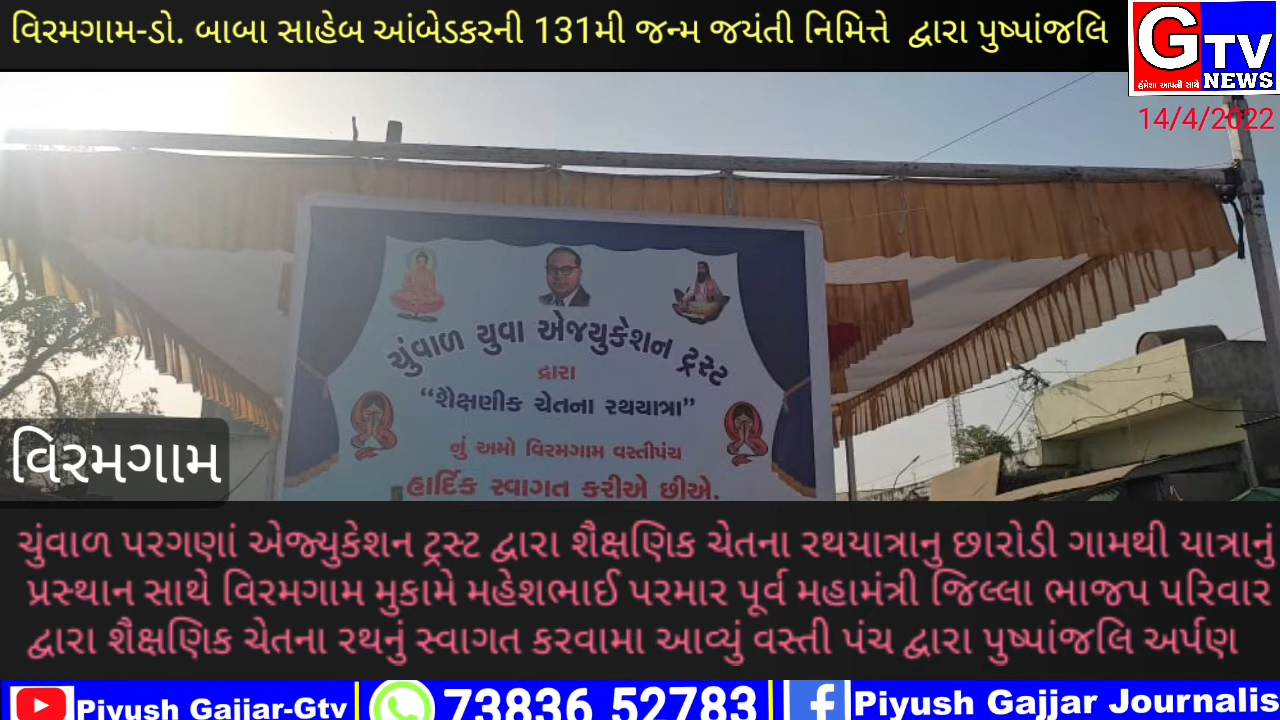 વિરમગામ-ડો. બાબા સાહેબ આંબેડકરની 131મી જન્મ જયંતી નિમિત્તે દ્વારા પુષ્પાંજલિ
GTV NEWS
હંમેશા આપની સાથે
14/4/2022
ચુંવાળ યુવા એજયુકેશન ટ્રસ્ટ
દ્રારા
“શૈક્ષણીક ચેતના રથયાત્રા”
નું અમો વિરમગામ વસ્તીપંચ
હાર્દિક સ્વાગત કરીએ છીએ.
વિરમગામ
ચુંવાળ પરગણાં એજ્યુકેશન ટ્રસ્ટ દ્વારા શૈક્ષણિક ચેતના રથયાત્રાનુ છારોડી ગામથી યાત્રાનું
પ્રસ્થાન સાથે વિરમગામ મુકામે મહેશભાઈ પરમાર પૂર્વ મહામંત્રી જિલ્લા ભાજપ પરિવાર
દ્વારા શૈક્ષણિક ચેતના રથનું સ્વાગત કરવામા આવ્યું વસ્તી પંચ દ્વારા પુષ્પાંજલિ અર્પણ
Piyush Gajjar-Gtv 73836 52783 Piyush Gajjar Journalis